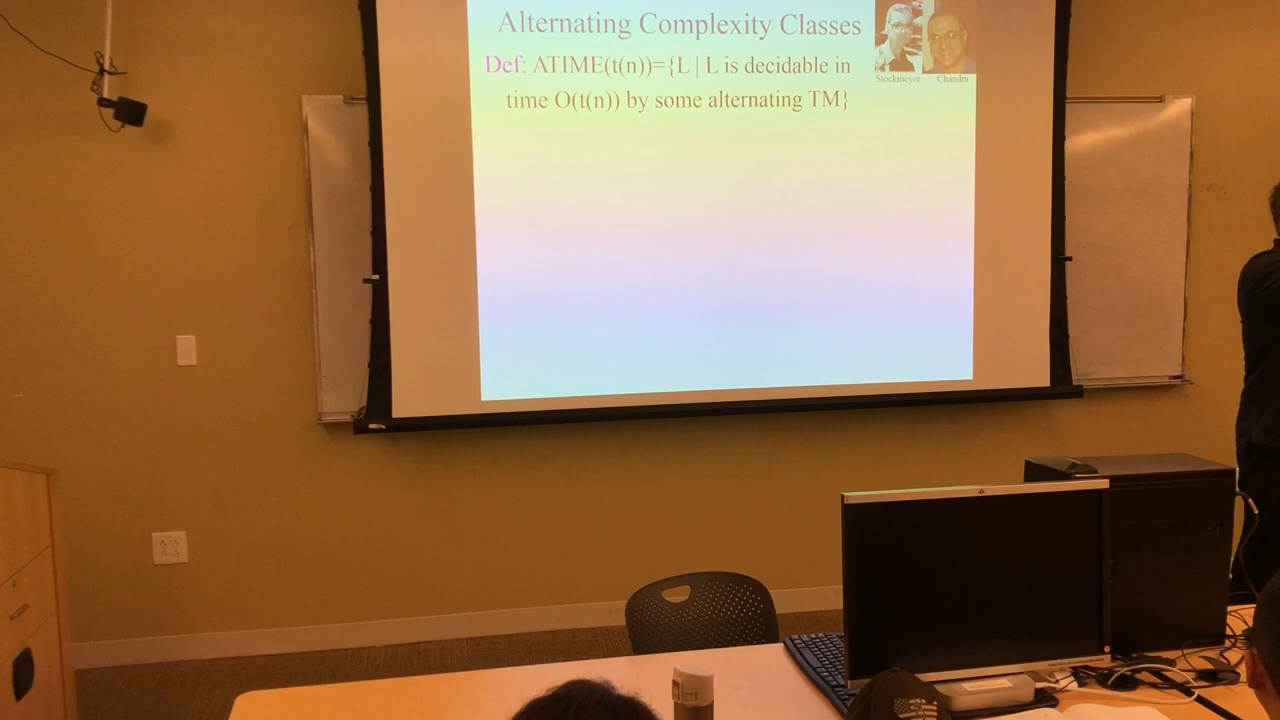 Alternating Complexity Classes
Def: ATIME(t(n))={L | L is decidable in
time O(t(n)) by some alternating TM}
Stockmeyer Chandra